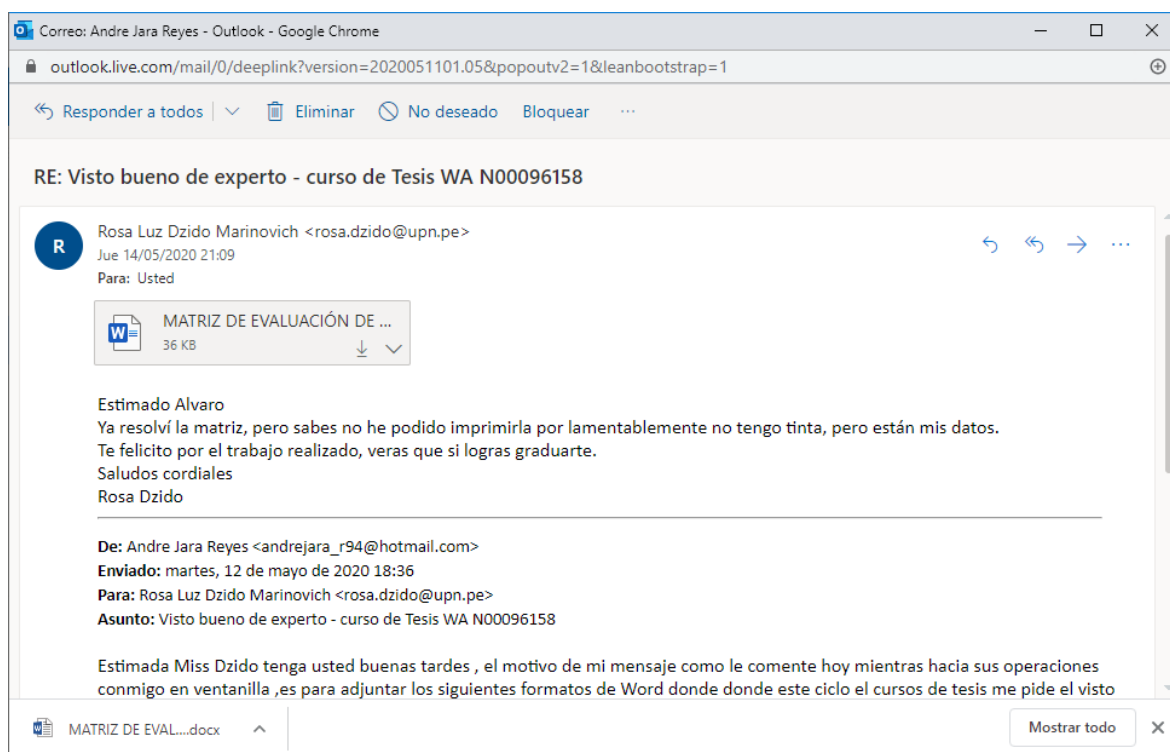 Correo: Andre Jara Reyes - Outlook - Google Chrome
outlook.live.com/mail/0/deeplink?version=2020051101.05&popoutv2=1&leanbootstrap=1
Responder a todos Eliminar No deseado Bloquear ...
RE: Visto bueno de experto - curso de Tesis WA N00096158
R
Rosa Luz Dzido Marinovich <rosa.dzido@upn.pe>
Jue 14/05/2020 21:09
Para: Usted
MATRIZ DE EVALUACIÓN DE ...
36 KB
Estimado Alvaro
Ya resolví la matriz, pero sabes no he podido imprimirla por lamentablemente no tengo tinta, pero están mis datos.
Te felicito por el trabajo realizado, veras que si logras graduarte.
Saludos cordiales
Rosa Dzido
De: Andre Jara Reyes <andrejara_r94@hotmail.com>
Enviado: martes, 12 de mayo de 2020 18:36
Para: Rosa Luz Dzido Marinovich <rosa.dzido@upn.pe>
Asunto: Visto bueno de experto - curso de Tesis WA N00096158
Estimada Miss Dzido tenga usted buenas tardes , el motivo de mi mensaje como le comente hoy mientras hacia sus operaciones
conmigo en ventanilla ,es para adjuntar los siguientes formatos de Word donde donde este ciclo el cursos de tesis me pide el visto
MATRIZ DE EVAL....docx
Mostrar todo